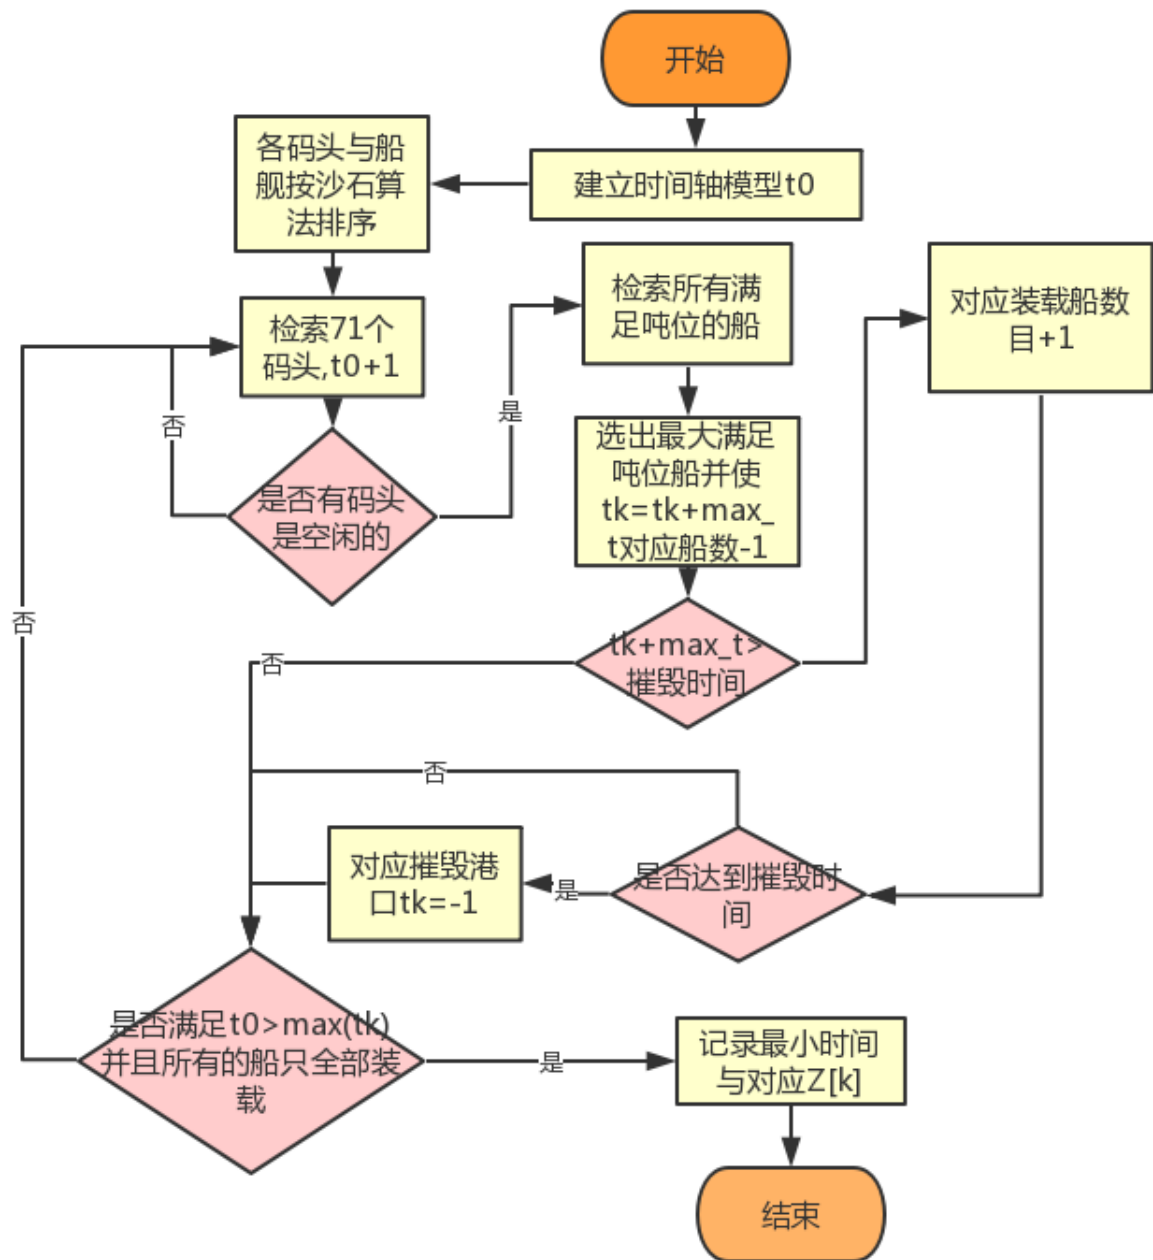 开始
建立时间轴模型t0
各码头与船
舰按沙石算
法排序
检索71个
码头,t0+1
否
是否有码头
是空闲的
是
检索所有满
足吨位的船
选出最大满足
吨位船并使
tk=tk+max_
t对应船数-1
tk+max_t>
摧毁时间
对应装载船数
目+1
否
否
是否达到摧毁时
间
是
对应摧毁港
口tk=-1
否
是否满足t0>max(tk)
并且所有的船只全部装
载
是
记录最小时间
与对应Z[k]
结束